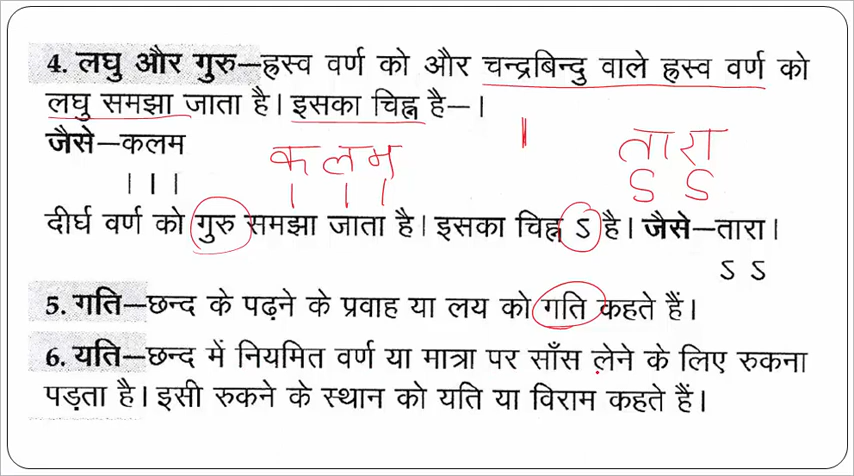 4. लघु और गुरु—ह्रस्व वर्ण को और चन्द्रबिन्दु वाले ह्रस्व वर्ण को
लघु समझा जाता है। इसका चिह्न है—।
।
तारा
जैसे—कलम
कलम
ऽ ऽ
।।।
। । ।
दीर्घ वर्ण को गुरु समझा जाता है। इसका चिह्न ऽ है। जैसे—तारा।
ऽ ऽ
5. गति—छन्द के पढ़ने के प्रवाह या लय को गति कहते हैं।
6. यति—छन्द में नियमित वर्ण या मात्रा पर साँस लेने के लिए रुकना
पड़ता है। इसी रुकने के स्थान को यति या विराम कहते हैं।